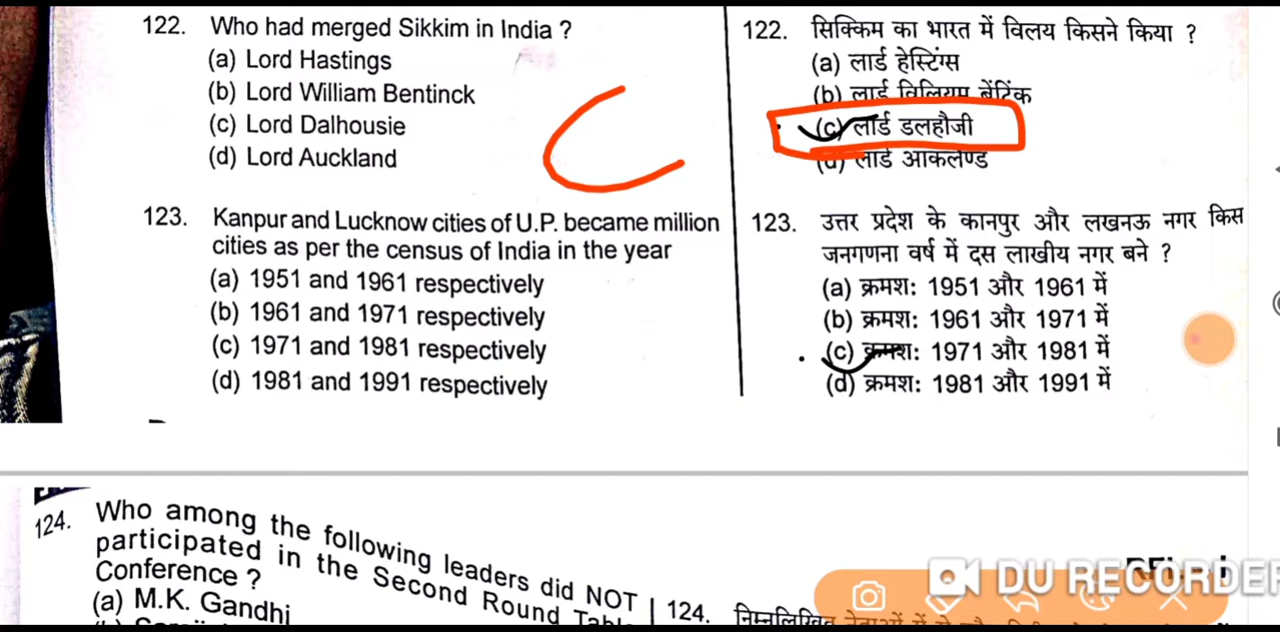 122. Who had merged Sikkim in India ?
(a) Lord Hastings
(b) Lord William Bentinck
(c) Lord Dalhousie
(d) Lord Auckland
123. Kanpur and Lucknow cities of U.P. became million
cities as per the census of India in the year
(a) 1951 and 1961 respectively
(b) 1961 and 1971 respectively
(c) 1971 and 1981 respectively
(d) 1981 and 1991 respectively
122. सिक्किम का भारत में विलय किसने किया ?
(a) लार्ड हेस्टिंग्स
(b) लार्ड विलियम बेंटिंक
(c) लार्ड डलहौजी
(d) लार्ड आकलैण्ड
123. उत्तर प्रदेश के कानपुर और लखनऊ नगर किस
जनगणना वर्ष में दस लाखीय नगर बने ?
(a) क्रमश: 1951 और 1961 में
(b) क्रमश: 1961 और 1971 में
(c) क्रमश: 1971 और 1981 में
(d) क्रमश: 1981 और 1991 में
124. Who among the following leaders did NOT
participated in the Second Round
Conference ?
(a) M.K. Gandhi
124.
DU RECORDER